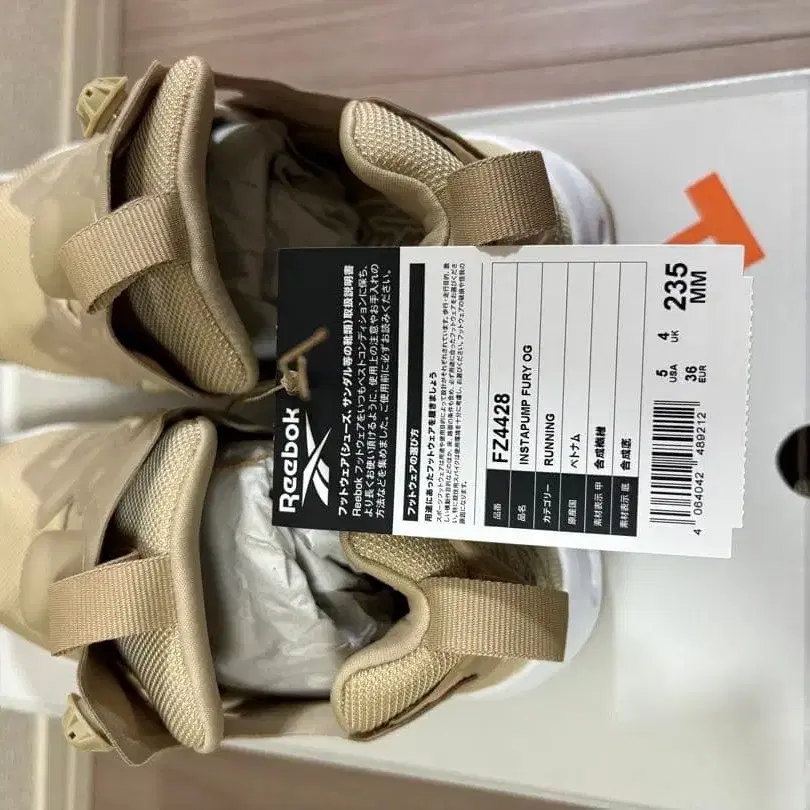 Reebok
フットウェア(シューズ、サンダル等の靴類)取扱説明書
Reebok フットウェアをいつもベストコンディションに保ち、
より長くお使い頂けるように、使用上の注意やお手入れの
方法などを集めました。ご使用前に必ずお読みください。
フットウェアの選び方
用途にあったフットウェアを履きましょう
品番 FZ4428
品名 INSTAPUMP FURY OG
カテゴリー RUNNING
原産国 ベトナム
素材表示 甲 合成繊維
素材表示 底 合成底
5 USA
4 UK
36 EUR
235 MM
4 064042 489212